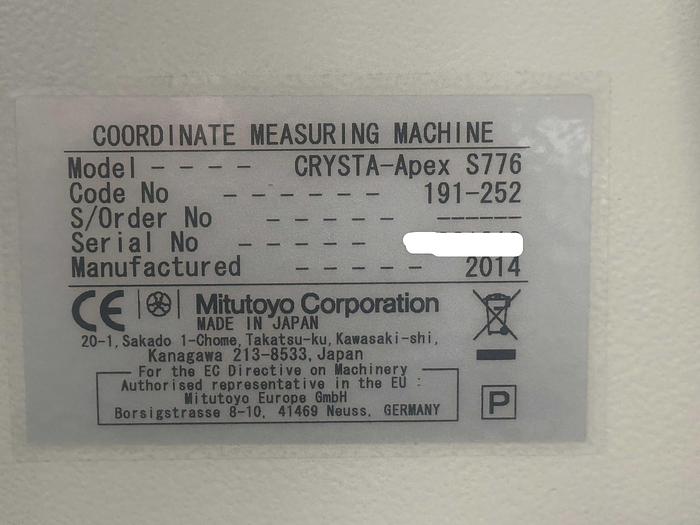 COORDINATE MEASURING MACHINE
Model - - - - CRYSTA-Apex S776
Code No - - - - - - 191-252
S/Order No - - - - - ------
Serial No - - - - -
Manufactured - - - - - 2014
CE Mitutoyo Corporation
MADE IN JAPAN
20-1, Sakado 1-Chome, Takatsu-ku, Kawasaki-shi,
Kanagawa 213-8533, Japan
For the EC Directive on Machinery
Authorised representative in the EU :
Mitutoyo Europe GmbH
Borsigstrasse 8-10, 41469 Neuss, GERMANY
P